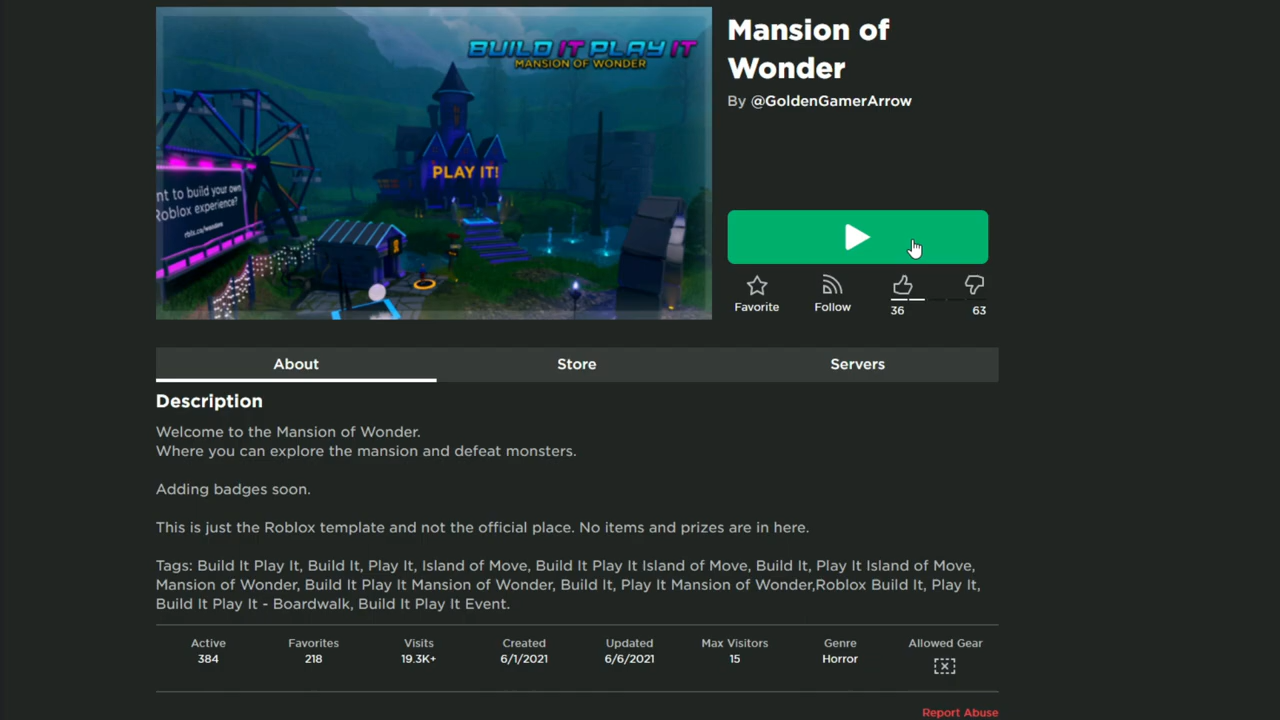 BUILD IT PLAY IT
MANSION OF WONDER
PLAY IT!
nt to build your own
Roblox experience?
rblx.co/wonders
Mansion of
Wonder
By @GoldenGamerArrow
Favorite
Follow
36
63
About
Store
Servers
Description
Welcome to the Mansion of Wonder.
Where you can explore the mansion and defeat monsters.
Adding badges soon.
This is just the Roblox template and not the official place. No items and prizes are in here.
Tags: Build It Play It, Build It, Play It, Island of Move, Build It Play It Island of Move, Build It, Play It Island of Move,
Mansion of Wonder, Build It Play It Mansion of Wonder, Build It, Play It Mansion of Wonder,Roblox Build It, Play It,
Build It Play It - Boardwalk, Build It Play It Event.
Active
Favorites
Visits
Created
Updated
Max Visitors
Genre
Allowed Gear
384
218
19.3K+
6/1/2021
6/6/2021
15
Horror
Report Abuse